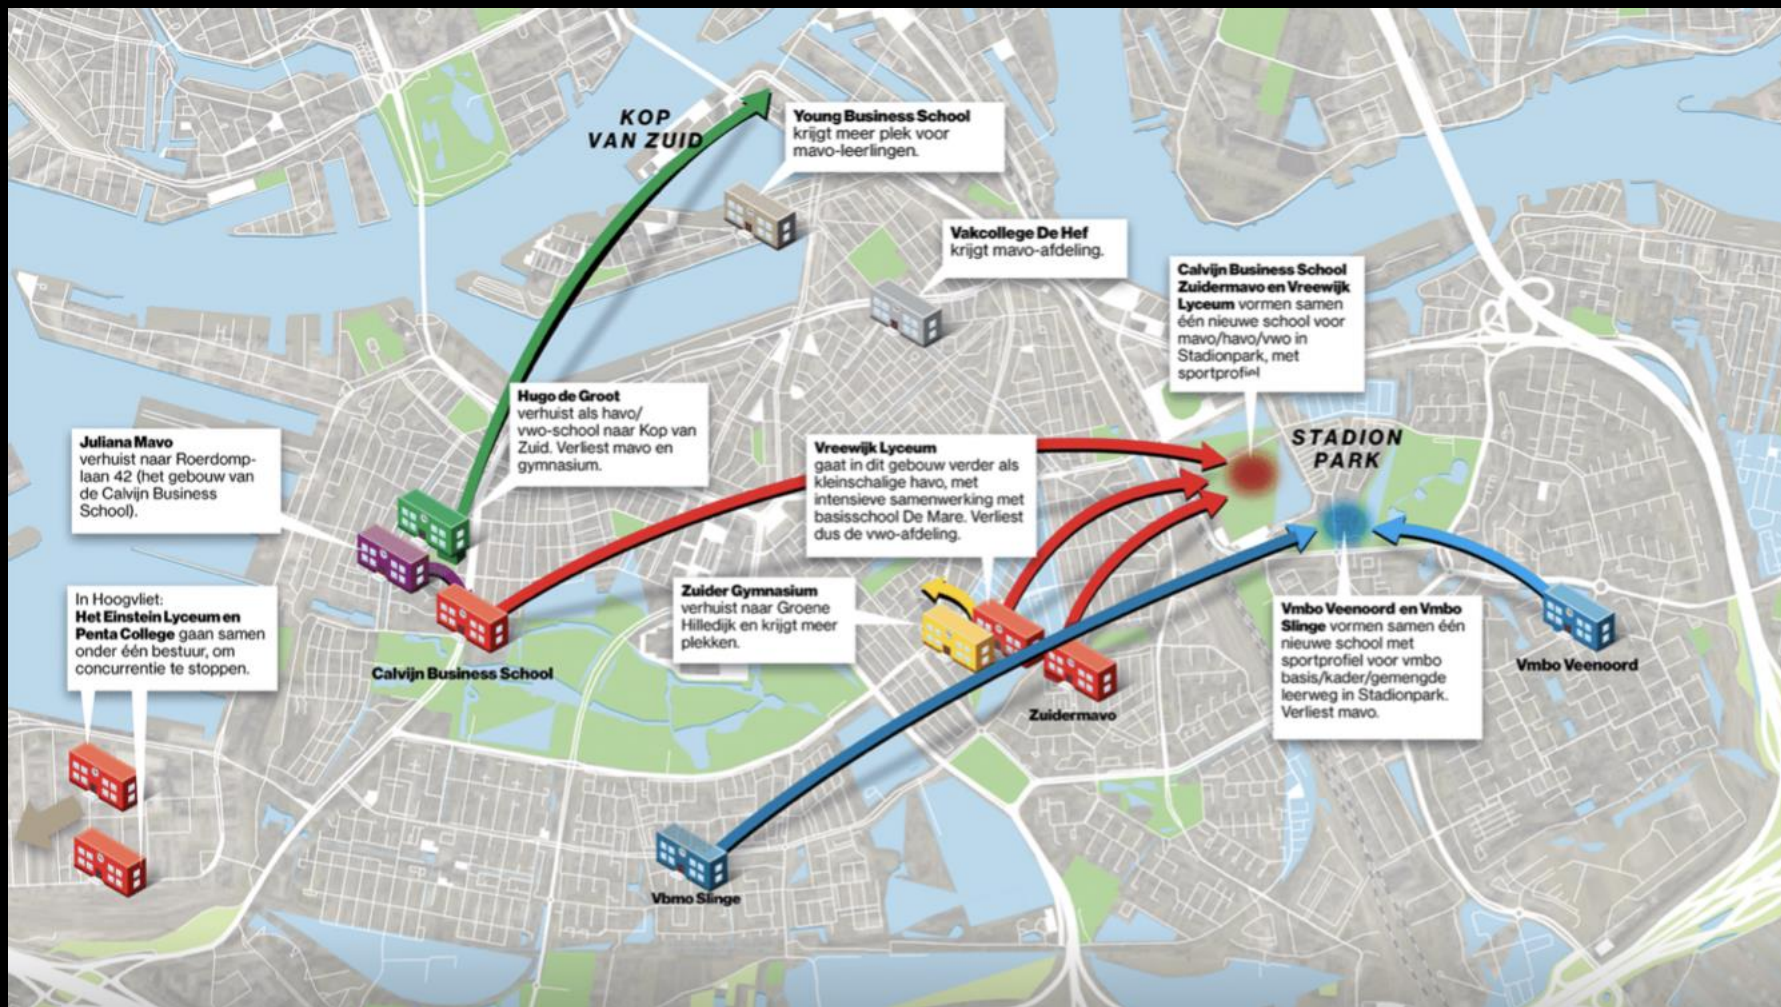 KOP
VAN ZUID
Young Business School
krijgt meer plek voor
mavo-leerlingen.
Vakcollege De Hef
krijgt mavo-afdeling.
Calvijn Business School
Zuidermavo en Vreewijk
Lyceum vormen samen
één nieuwe school voor
mavo/havo/vwo in
Stadionpark, met
sportprofiel
Hugo de Groot
verhuist als havo/
vwo-school naar Kop van
Zuid. Verliest mavo en
gymnasium.
Juliana Mavo
verhuist naar Roerdomp-
laan 42 (het gebouw van
de Calvijn Business
School).
Vreewijk Lyceum
gaat in dit gebouw verder als
kleinschalige havo, met
intensieve samenwerking met
basisschool De Mare. Verliest
dus de vwo-afdeling.
STADION
PARK
In Hoogvliet:
Het Einstein Lyceum en
Penta College gaan samen
onder één bestuur, om
concurrentie te stoppen.
Calvijn Business School
Zuider Gymnasium
verhuist naar Groene
Hilledijk en krijgt meer
plekken.
Zuidermavo
Vmbo Veenoord en Vmbo
Slinge vormen samen één
nieuwe school met
sportprofiel voor vmbo
basis/kader/gemengde
leerweg in Stadionpark.
Verliest mavo.
Vmbo Veenoord
Vbmo Slinge